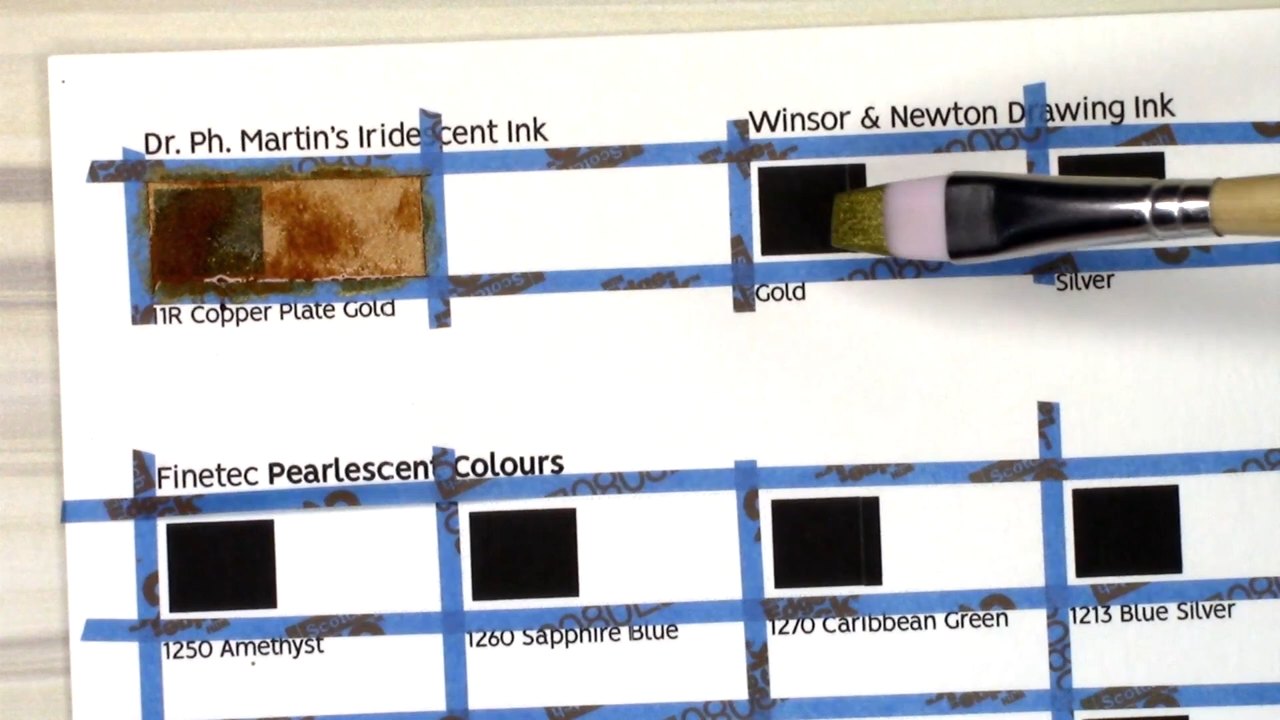 Dr. Ph. Martin's Iridescent Ink
Winsor & Newton Drawing Ink
11R Copper Plate Gold
Gold
Silver
Finetec Pearlescent Colours
1250 Amethyst
1260 Sapphire Blue
1270 Caribbean Green
1213 Blue Silver